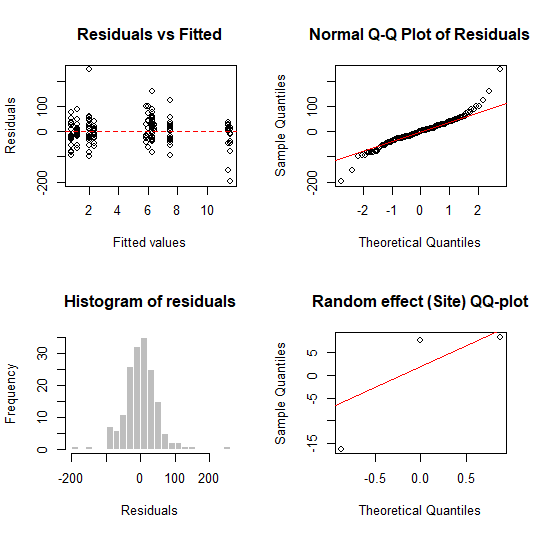 Residuals vs Fitted
Residuals
-200
0
100
2
4
6
8
10
Fitted values
Normal Q-Q Plot of Residuals
Sample Quantiles
-200
0
100
-2
-1
0
1
2
Theoretical Quantiles
Histogram of residuals
Frequency
0
10
20
30
-200
0
100
200
Residuals
Random effect (Site) QQ-plot
Sample Quantiles
-15
-5
0
5
-0.5
0.0
0.5
Theoretical Quantiles